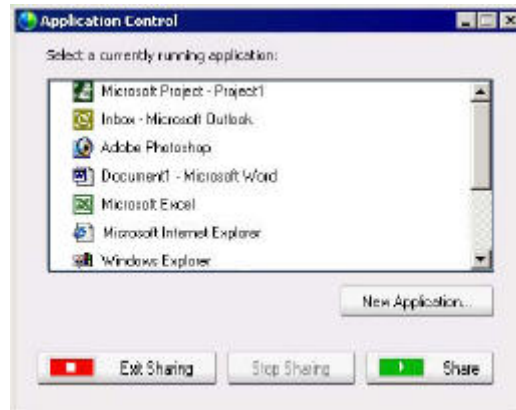 Application Control
Select a currently running application:
Microsoft Project - Project1
Inbox - Microsoft Outlook
Adobe Photoshop
Document1 - Microsoft Word
Microsoft Excel
Microsoft Internet Explorer
Windows Explorer
New Application...
Exit Sharing
Stop Sharing
Share